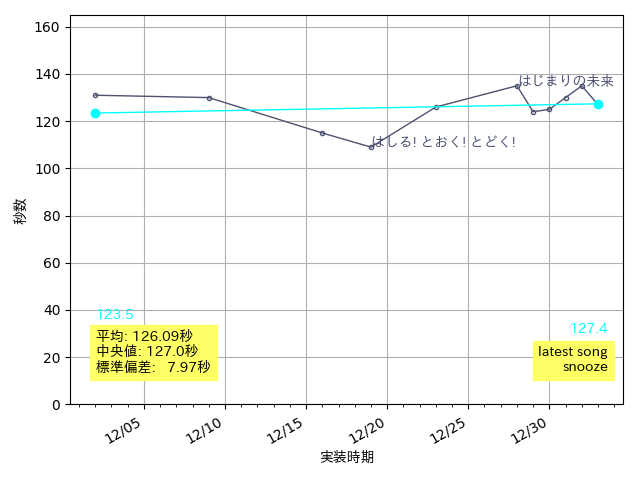 160
140
120
100
80
60
40
20
0
秒数
はじまりの未来
はしる! とおく! とどく!
123.5
127.4
平均: 126.09秒
中央値: 127.0秒
標準偏差: 7.97秒
latest song
snooze
12/05
12/10
12/15
12/20
12/25
12/30
実装時期